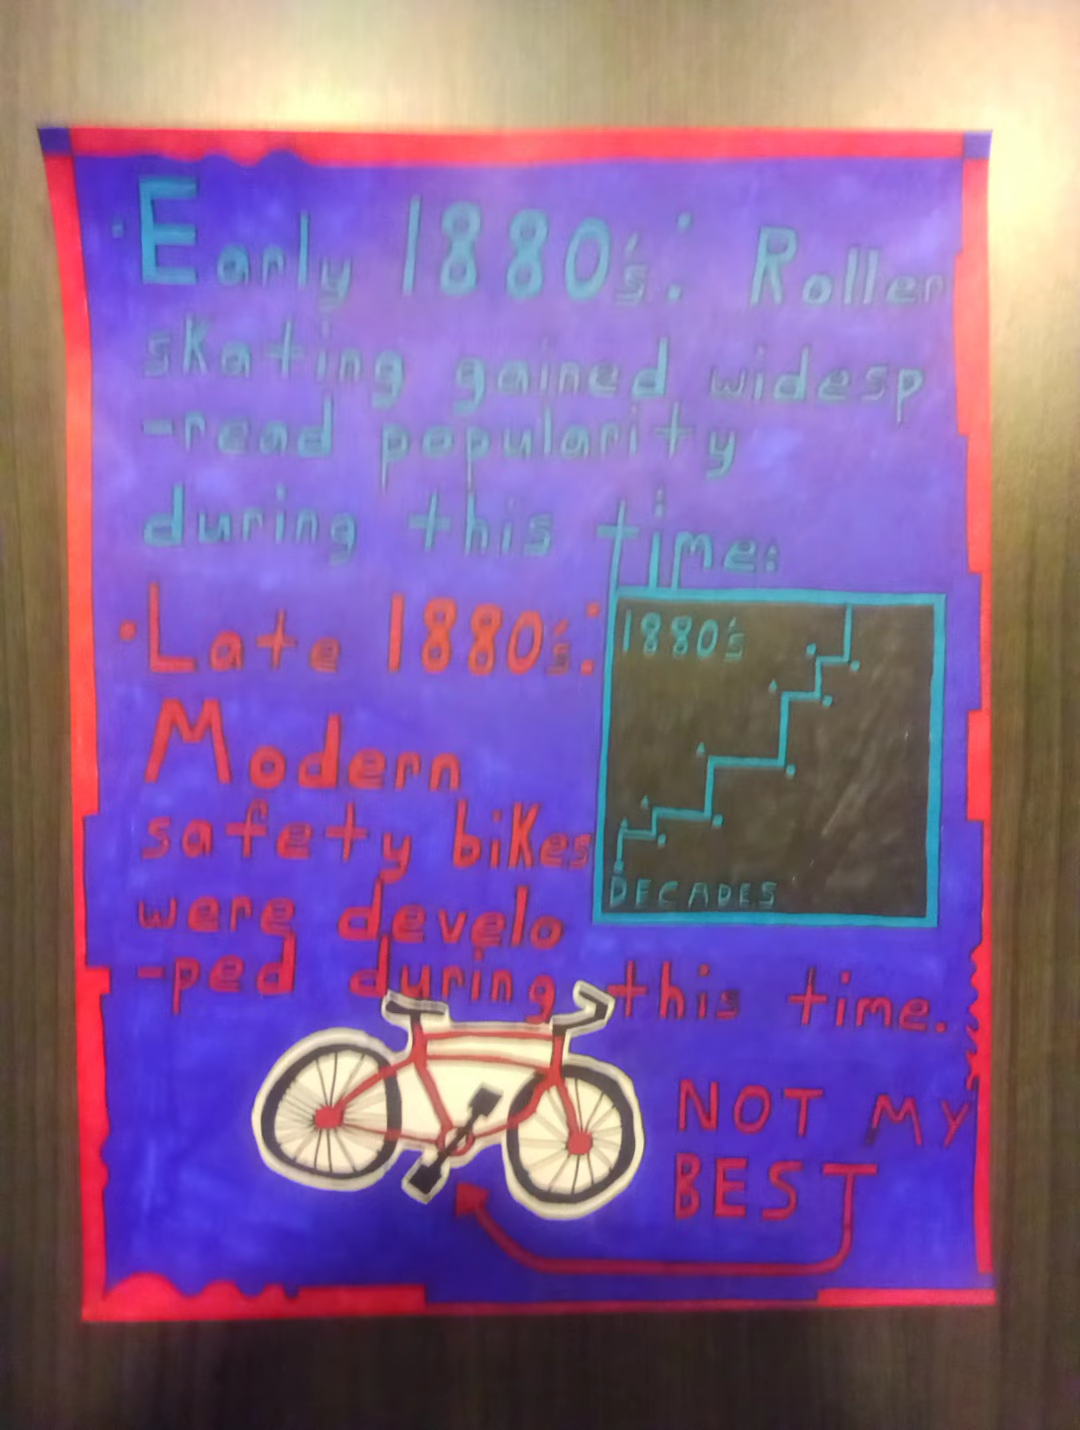 · Early 1880's: Roller
skating gained widesp
-read popularity
during this time:
· Late 1880's:
Modern
safety bikes
were develo
-ped during this time.
1880's
DECADES
NOT MY
BEST